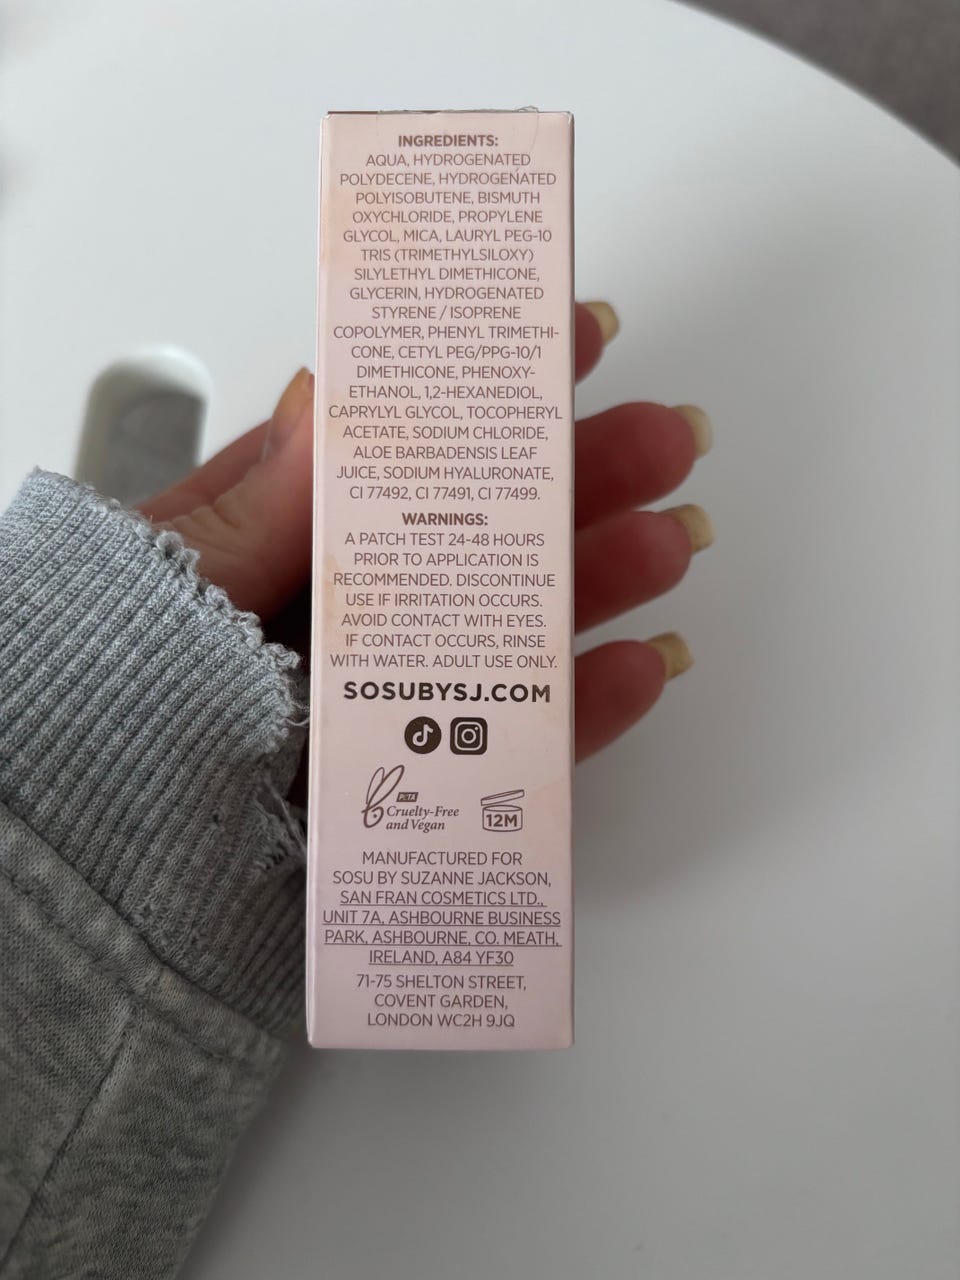 INGREDIENTS:
AQUA, HYDROGENATED
POLYDECENE, HYDROGENATED
POLYISOBUTENE, BISMUTH
OXYCHLORIDE, PROPYLENE
GLYCOL, MICA, LAURYL PEG-10
TRIS (TRIMETHYLSILOXY)
SILYLETHYL DIMETHICONE,
GLYCERIN, HYDROGENATED
STYRENE / ISOPRENE
COPOLYMER, PHENYL TRIMETHI-
CONE, CETYL PEG/PPG-10/1
DIMETHICONE, PHENOXY-
ETHANOL, 1,2-HEXANEDIOL,
CAPRYLYL GLYCOL, TOCOPHERYL
ACETATE, SODIUM CHLORIDE,
ALOE BARBADENSIS LEAF
JUICE, SODIUM HYALURONATE,
CI 77492, CI 77491, CI 77499.
WARNINGS:
A PATCH TEST 24-48 HOURS
PRIOR TO APPLICATION IS
RECOMMENDED. DISCONTINUE
USE IF IRRITATION OCCURS.
AVOID CONTACT WITH EYES.
IF CONTACT OCCURS, RINSE
WITH WATER. ADULT USE ONLY.
SOSUBYSJ.COM
PETA
Cruelty-Free
and Vegan
12M
MANUFACTURED FOR
SOSU BY SUZANNE JACKSON,
SAN FRAN COSMETICS LTD.,
UNIT 7A, ASHBOURNE BUSINESS
PARK, ASHBOURNE, CO. MEATH,
IRELAND, A84 YF30
71-75 SHELTON STREET,
COVENT GARDEN,
LONDON WC2H 9JQ